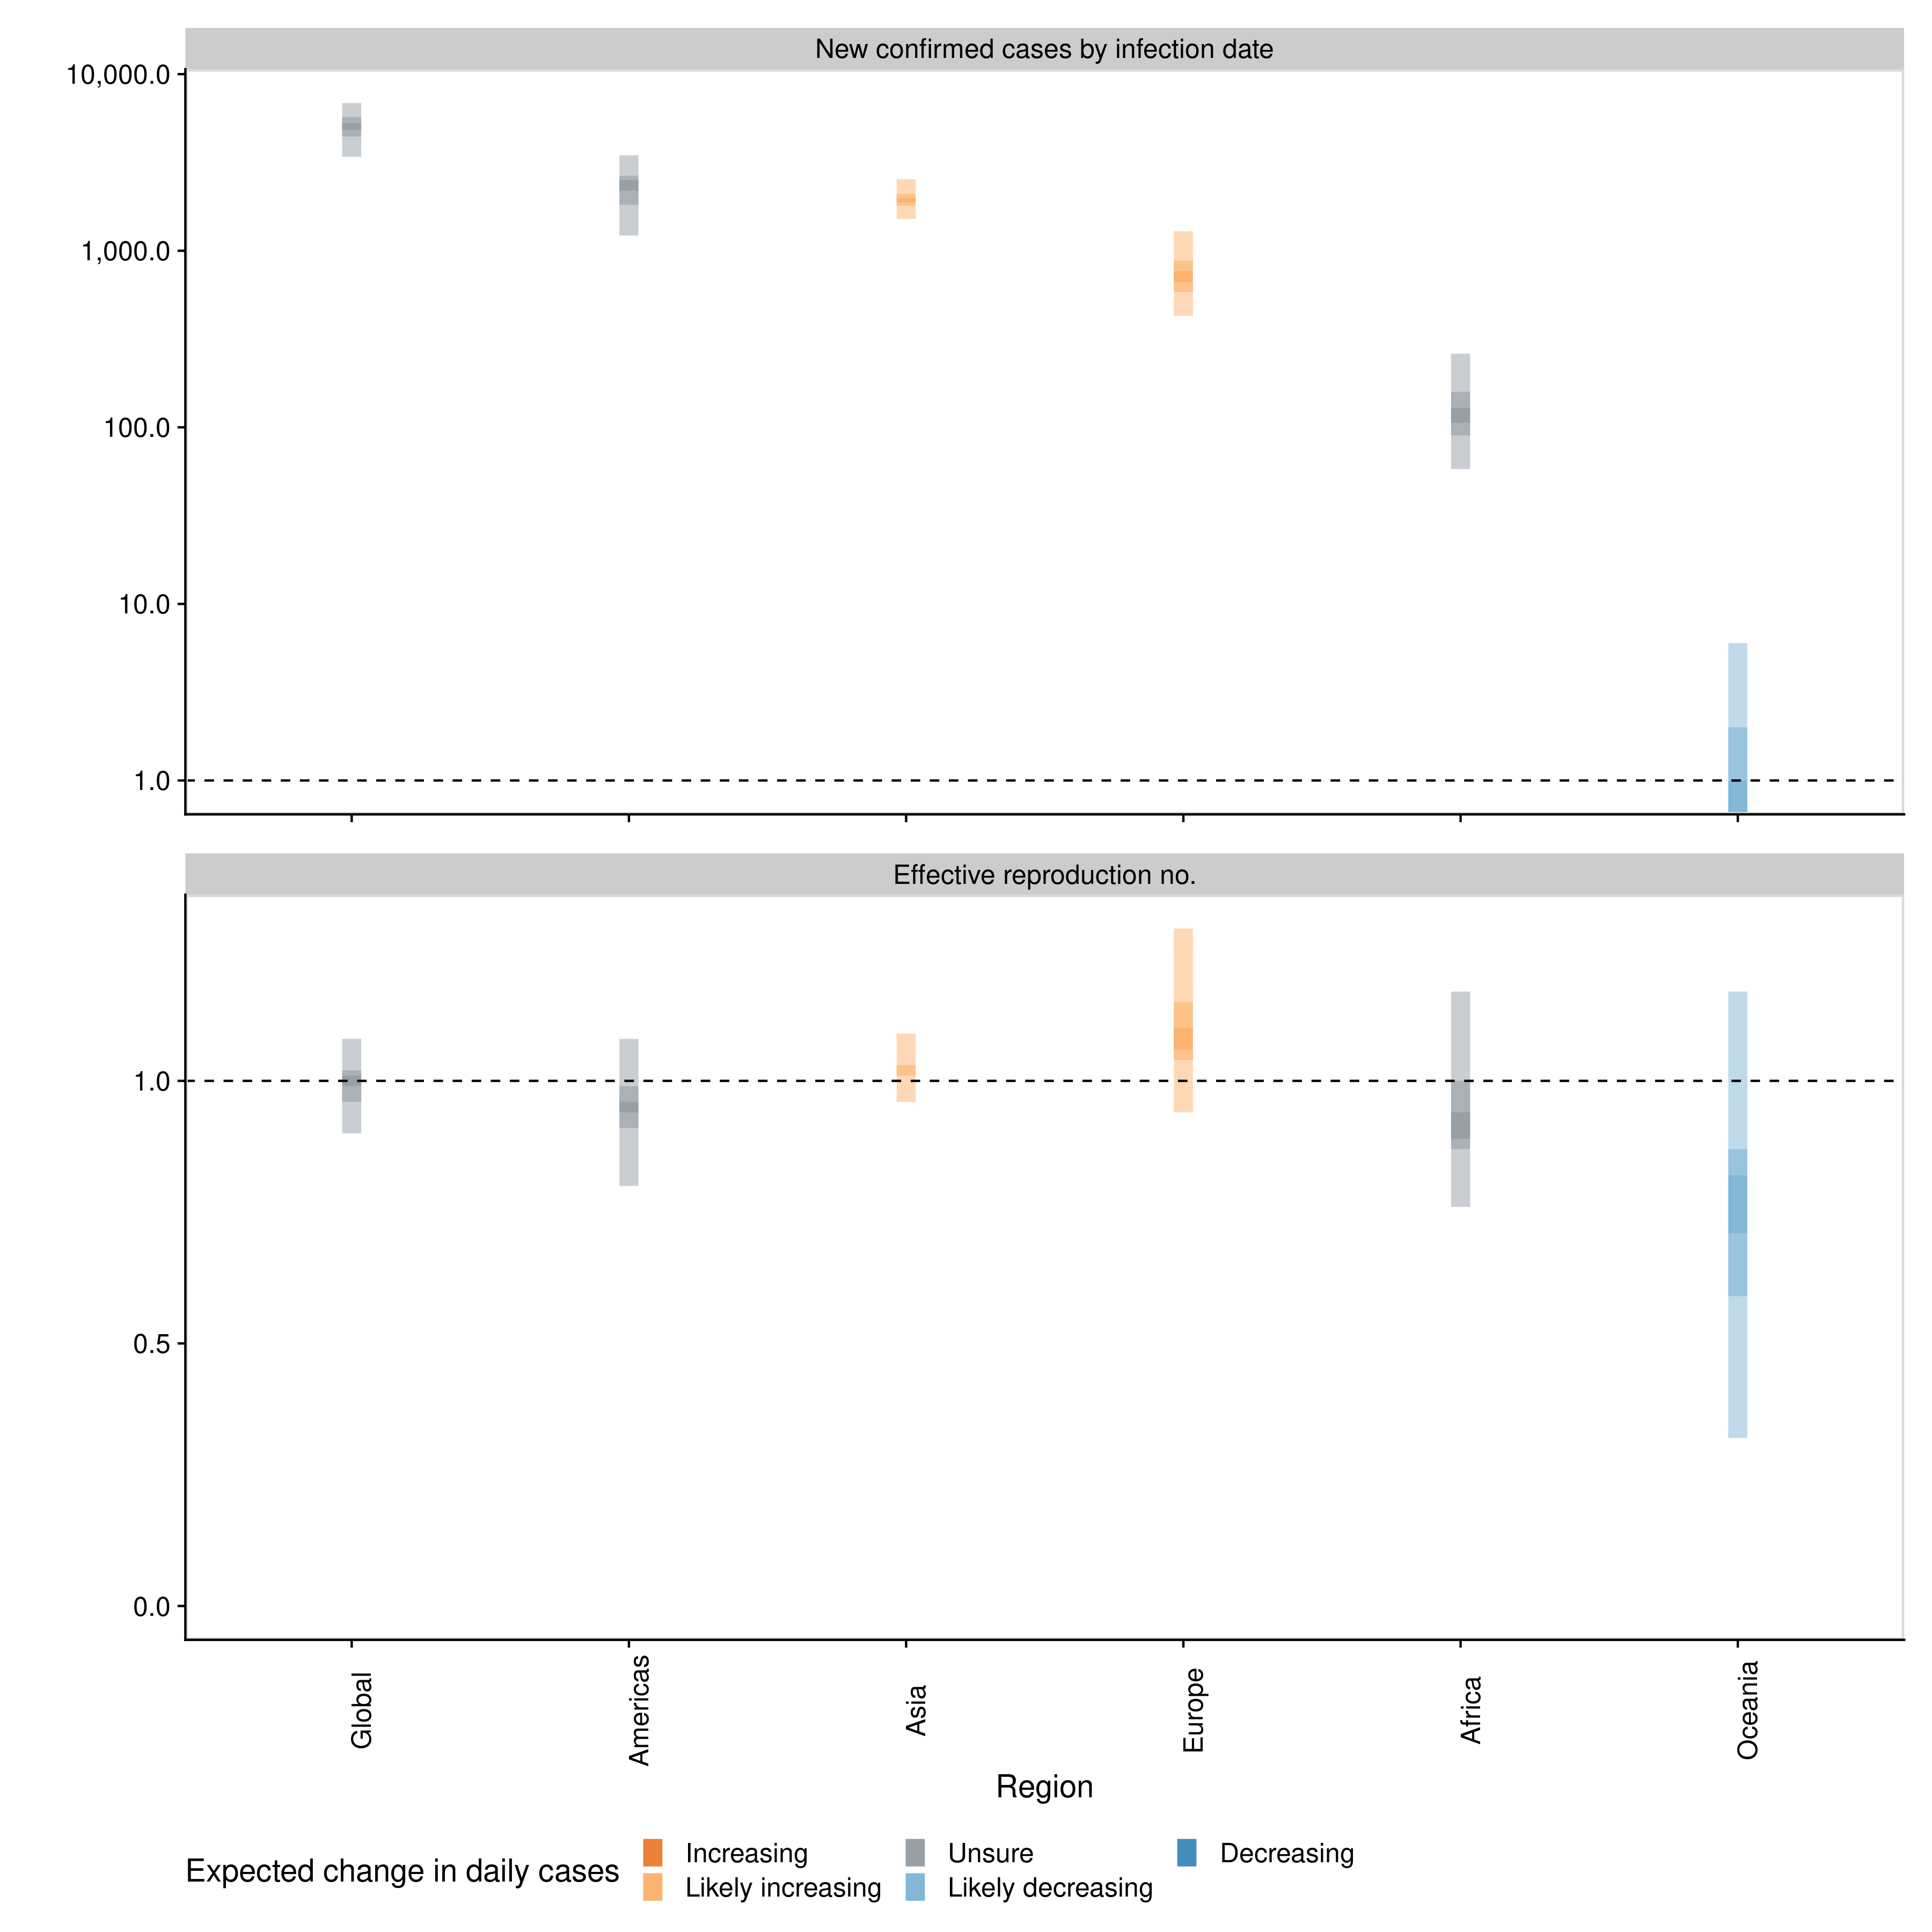 New confirmed cases by infection date
10,000.0
1,000.0
100.0
10.0
1.0
Effective reproduction no.
1.0
0.5
0.0
Global
Americas
Asia
Europe
Africa
Oceania
Region
Expected change in daily cases
Increasing
Likely increasing
Unsure
Likely decreasing
Decreasing